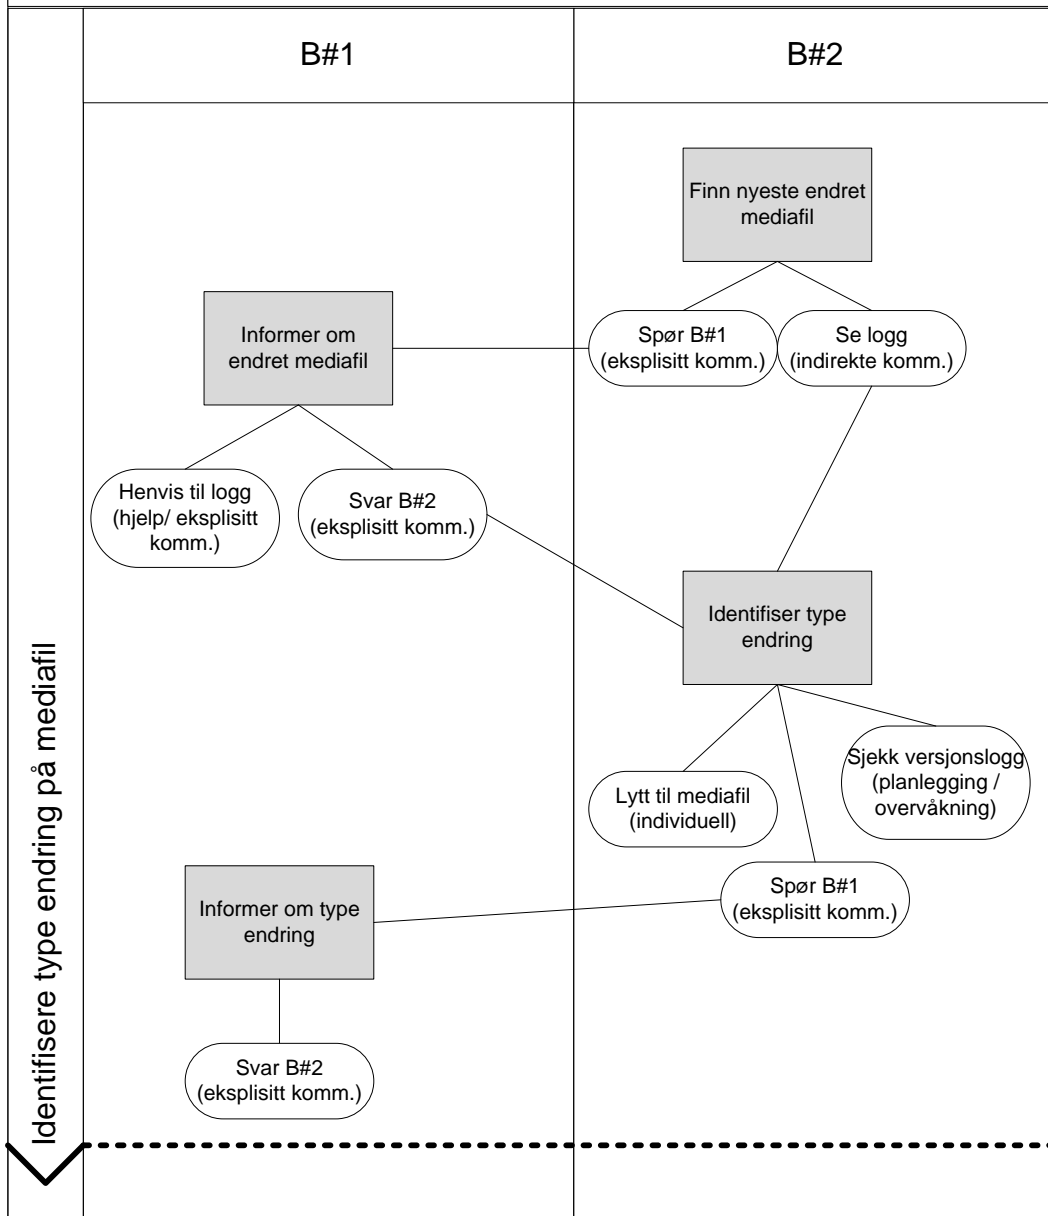 B#1
B#2
Finn nyeste endret
mediafil
Informer om
endret mediafil
Spør B#1
(eksplisitt komm.)
Se logg
(indirekte komm.)
Henvis til logg
(hjelp/ eksplisitt
komm.)
Svar B#2
(eksplisitt komm.)
Identifiser type
endring
Lytt til mediafil
(individuell)
Sjekk versjonslogg
(planlegging /
overvåkning)
Spør B#1
(eksplisitt komm.)
Informer om type
endring
Svar B#2
(eksplisitt komm.)
Identifisere type endring på mediafil